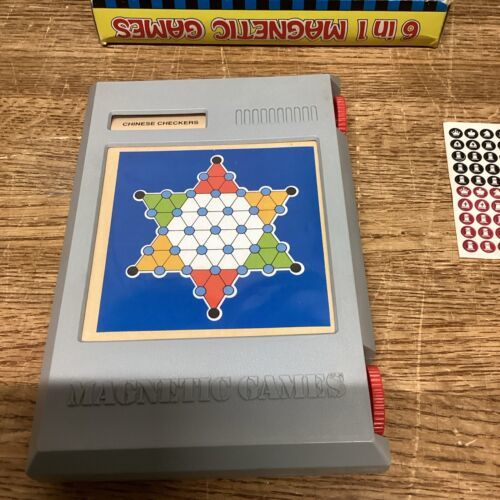 6 in 1 MAGNETIC GAMES
CHINESE CHECKERS
MAGNETIC GAMES